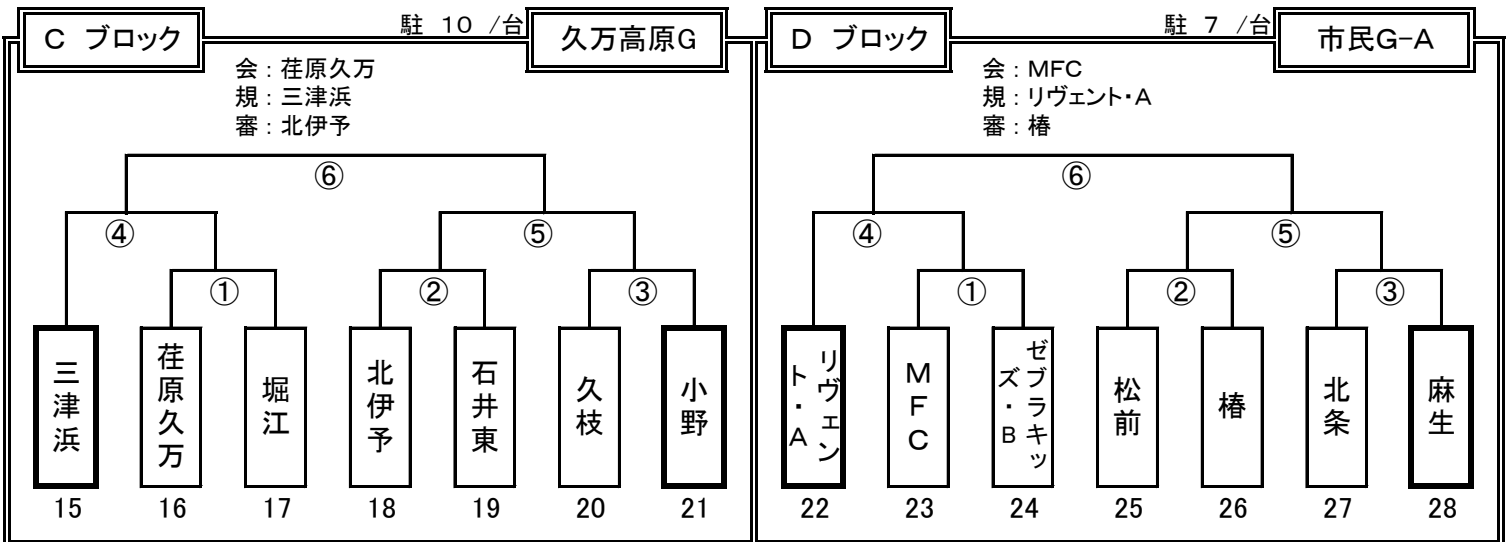 C ブロック
駐 10 /台
久万高原G
会：荏原久万
規：三津浜
審：北伊予
⑥
④
⑤
①
②
③
三津浜
荏原久万
堀江
北伊予
石井東
久枝
小野
15
16
17
18
19
20
21
D ブロック
駐 7 /台
市民G-A
会：MFC
規：リヴェント・A
審：椿
⑥
④
⑤
①
②
③
リヴェン
ト・A
MFC
ゼブラキッ
ズ・B
松前
椿
北条
麻生
22
23
24
25
26
27
28